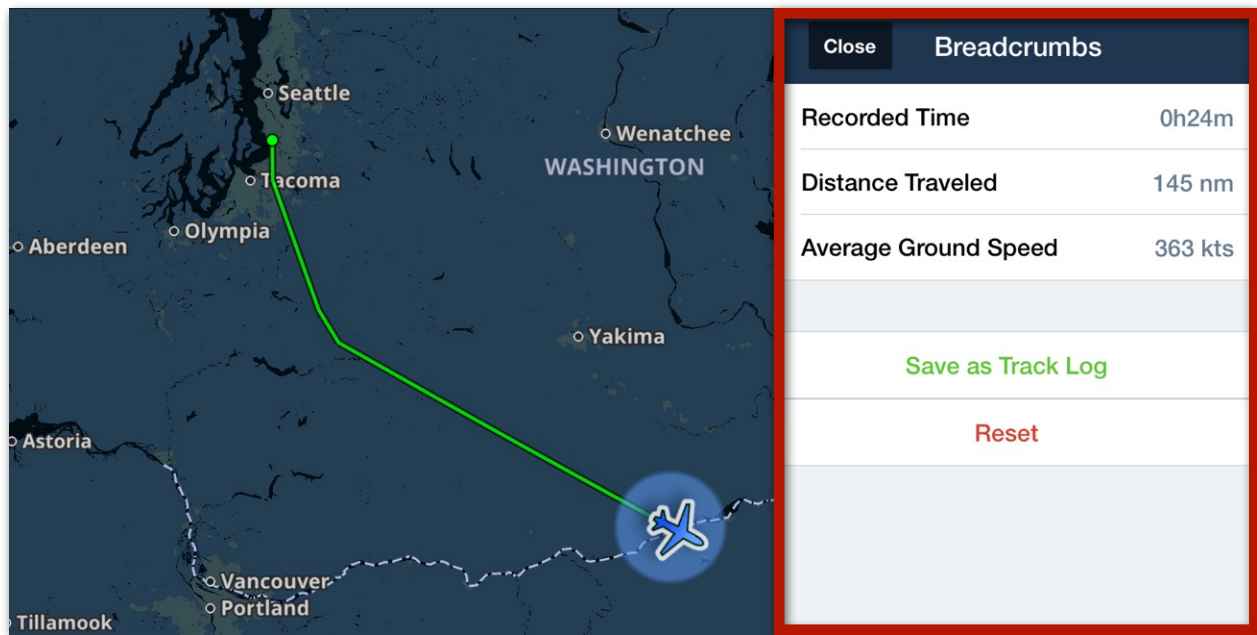 Seattle
Wenatchee
WASHINGTON
Tacoma
Olympia
Aberdeen
Yakima
Astoria
Vancouver
Portland
Tillamook
Close
Breadcrumbs
Recorded Time 0h24m
Distance Traveled 145 nm
Average Ground Speed 363 kts
Save as Track Log
Reset